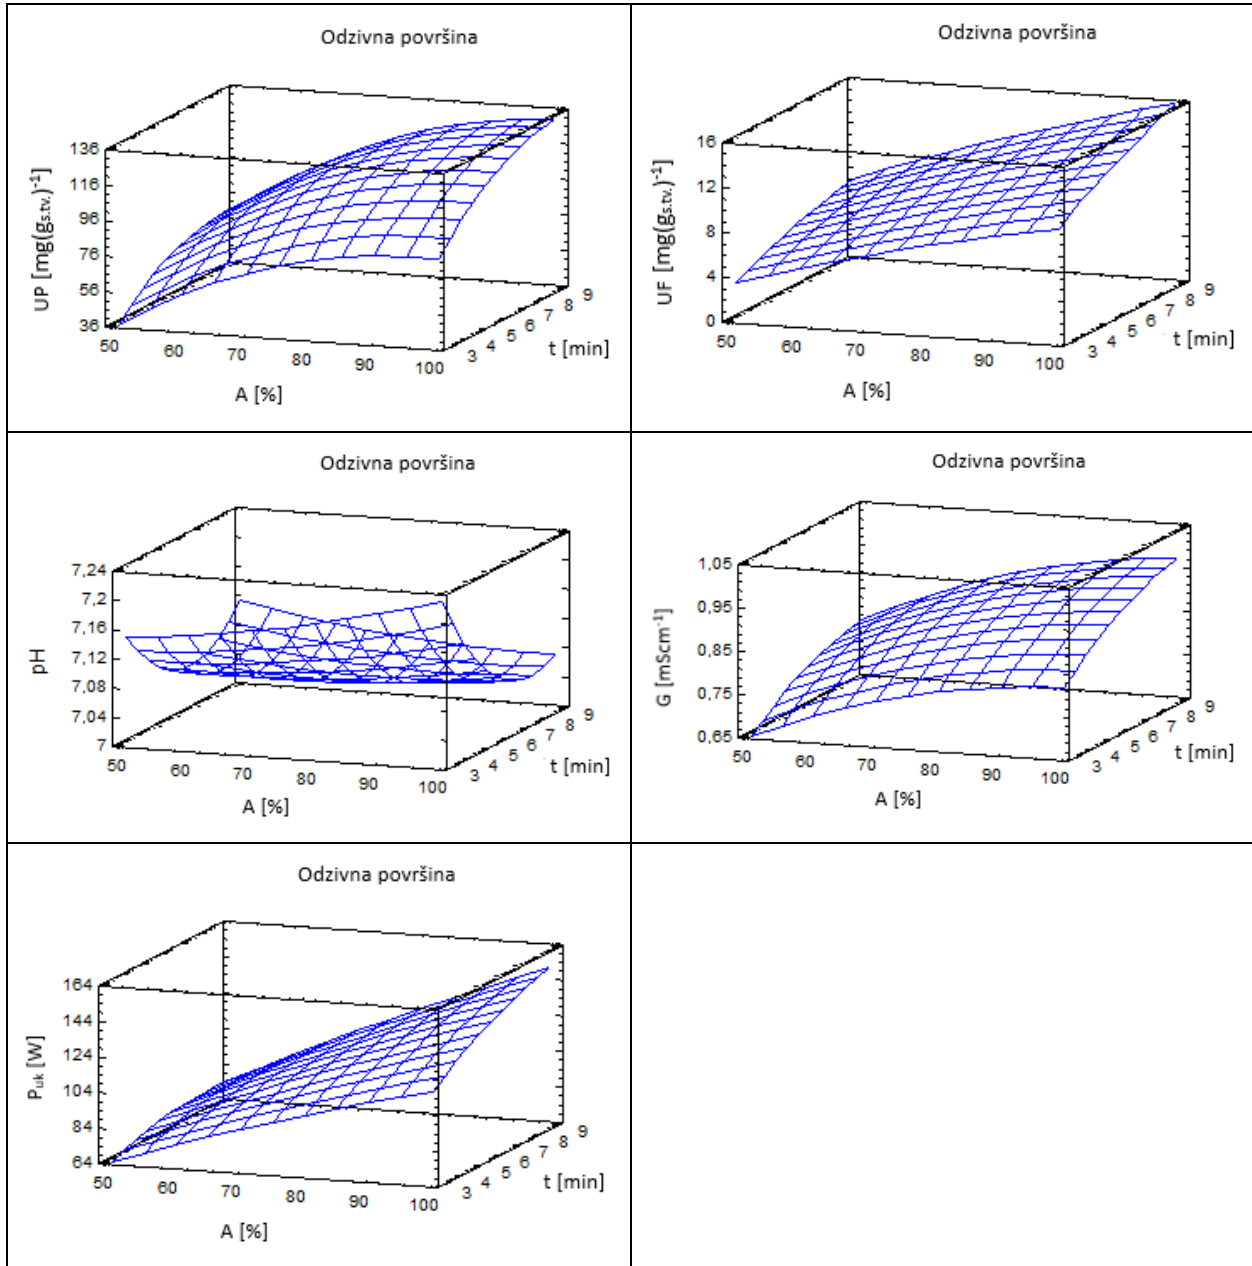 Odzivna površina
UP [mg(gs.tv.)-1]
136
116
96
76
56
36
50 60 70 80 90 100
A [%]
3 4 5 6 7 8 9
t [min]
Odzivna površina
UF [mg(gs.tv.)-1]
16
12
8
4
0
50 60 70 80 90 100
A [%]
3 4 5 6 7 8 9
t [min]
Odzivna površina
pH
7,24
7,2
7,16
7,12
7,08
7,04
7
50 60 70 80 90 100
A [%]
3 4 5 6 7 8 9
t [min]
Odzivna površina
G [mScm-1]
1,05
0,95
0,85
0,75
0,65
50 60 70 80 90 100
A [%]
3 4 5 6 7 8 9
t [min]
Odzivna površina
Puk [W]
164
144
124
104
84
64
50 60 70 80 90 100
A [%]
3 4 5 6 7 8 9
t [min]